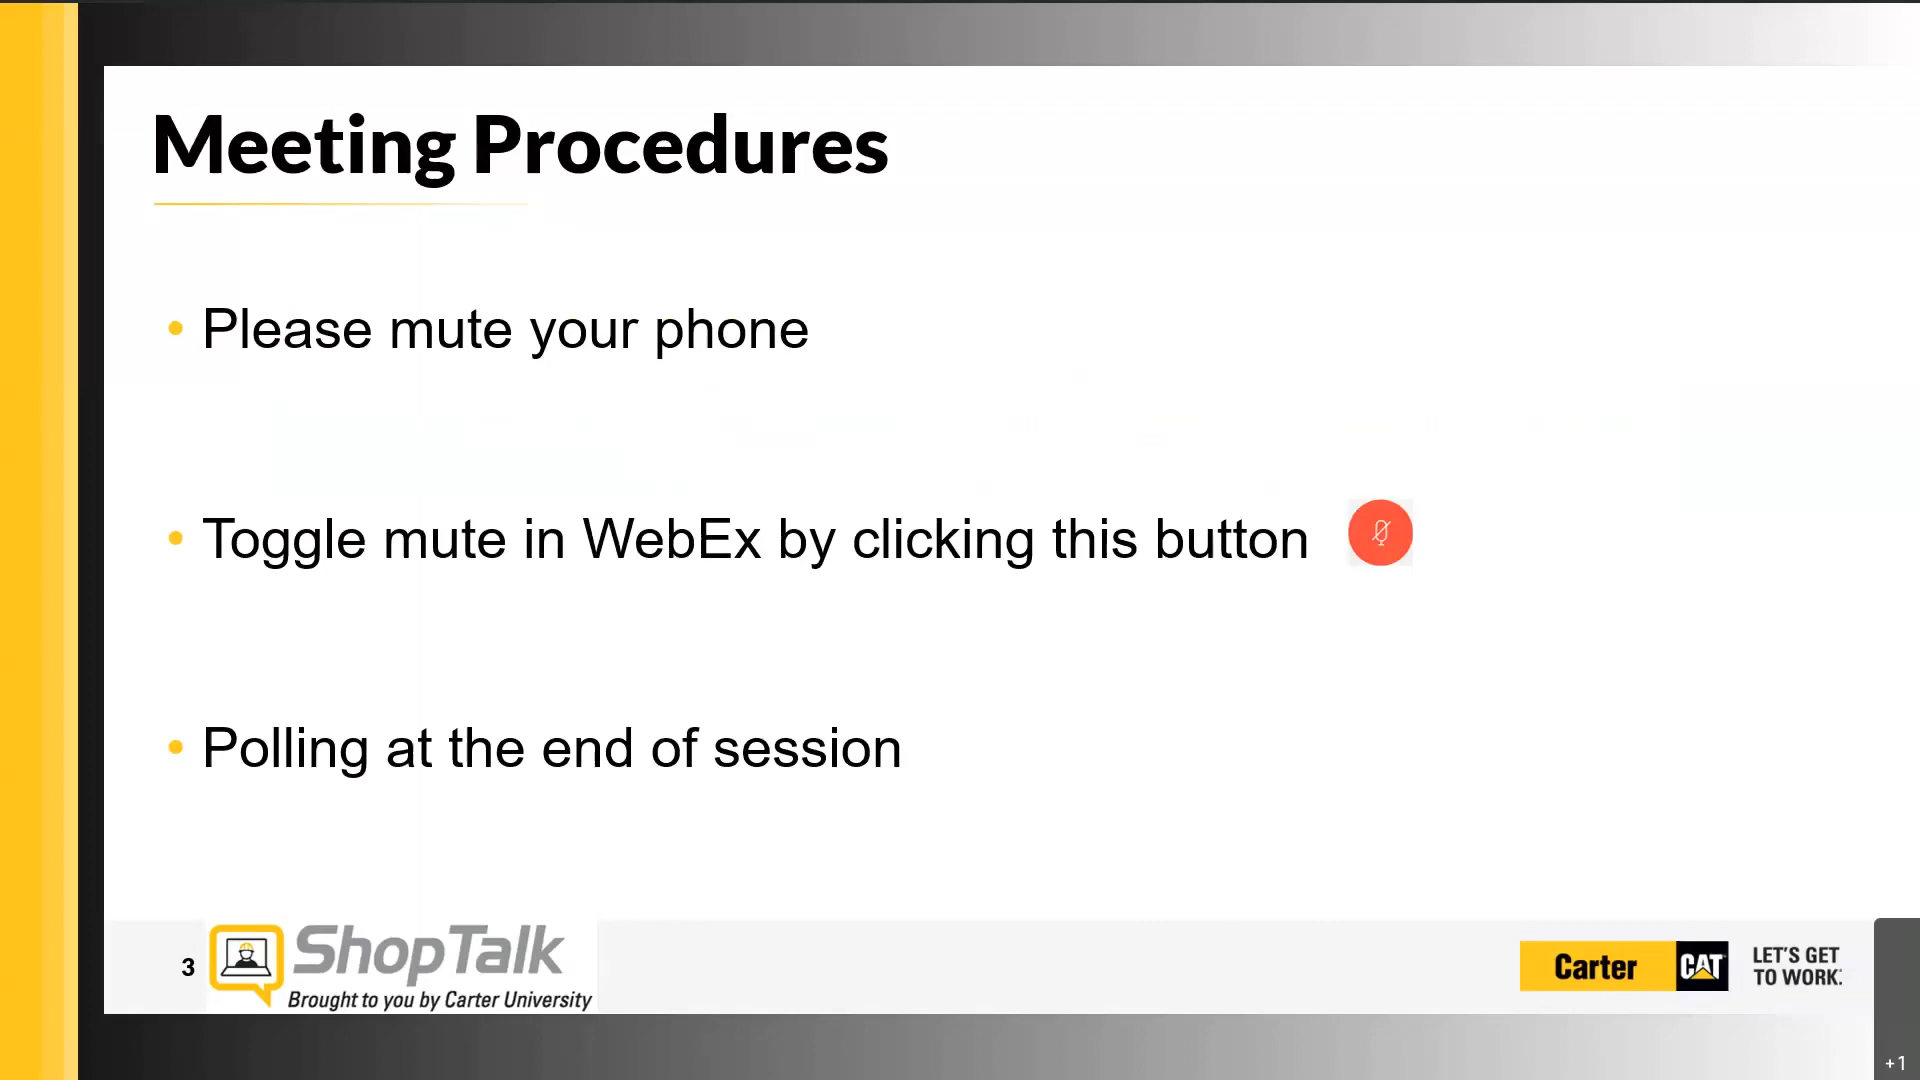 Meeting Procedures
• Please mute your phone
• Toggle mute in WebEx by clicking this button
• Polling at the end of session
3
ShopTalk
Brought to you by Carter University
Carter CAT
LET'S GET
TO WORK.
+1